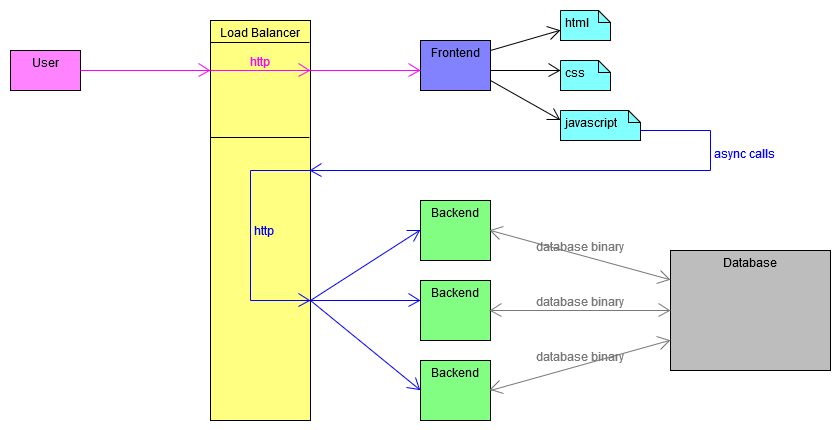 html
Load Balancer
Frontend
User
http
css
javascript
async calls
Backend
http
database binary
Database
Backend
database binary
database binary
Backend